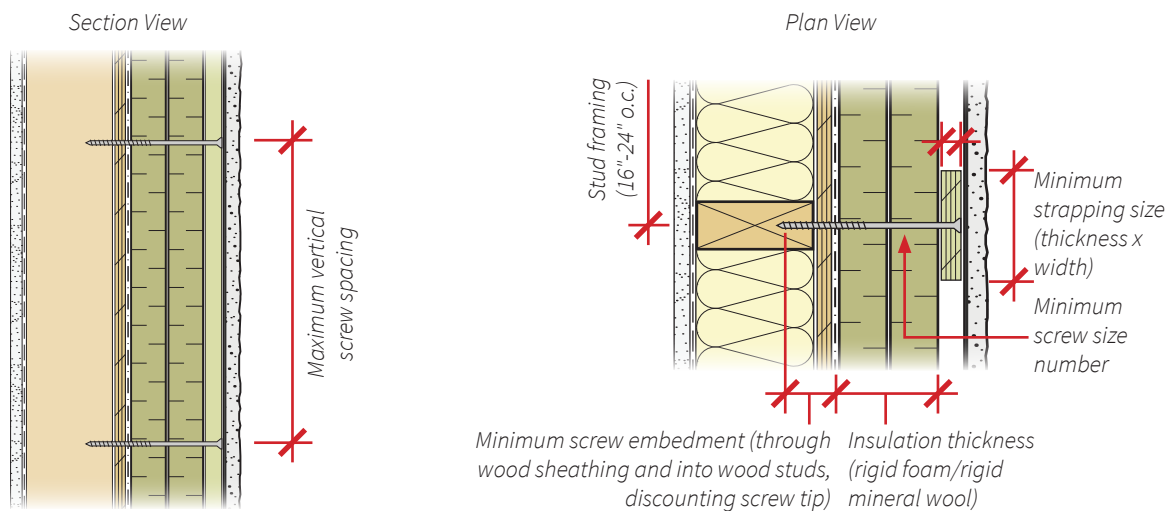 Section View
Plan View
Maximum vertical
screw spacing
Stud framing
(16"-24" o.c.)
Minimum
strapping size
(thickness x
width)
Minimum
screw size
number
Minimum screw embedment (through
wood sheathing and into wood studs,
discounting screw tip)
Insulation thickness
(rigid foam/rigid
mineral wool)